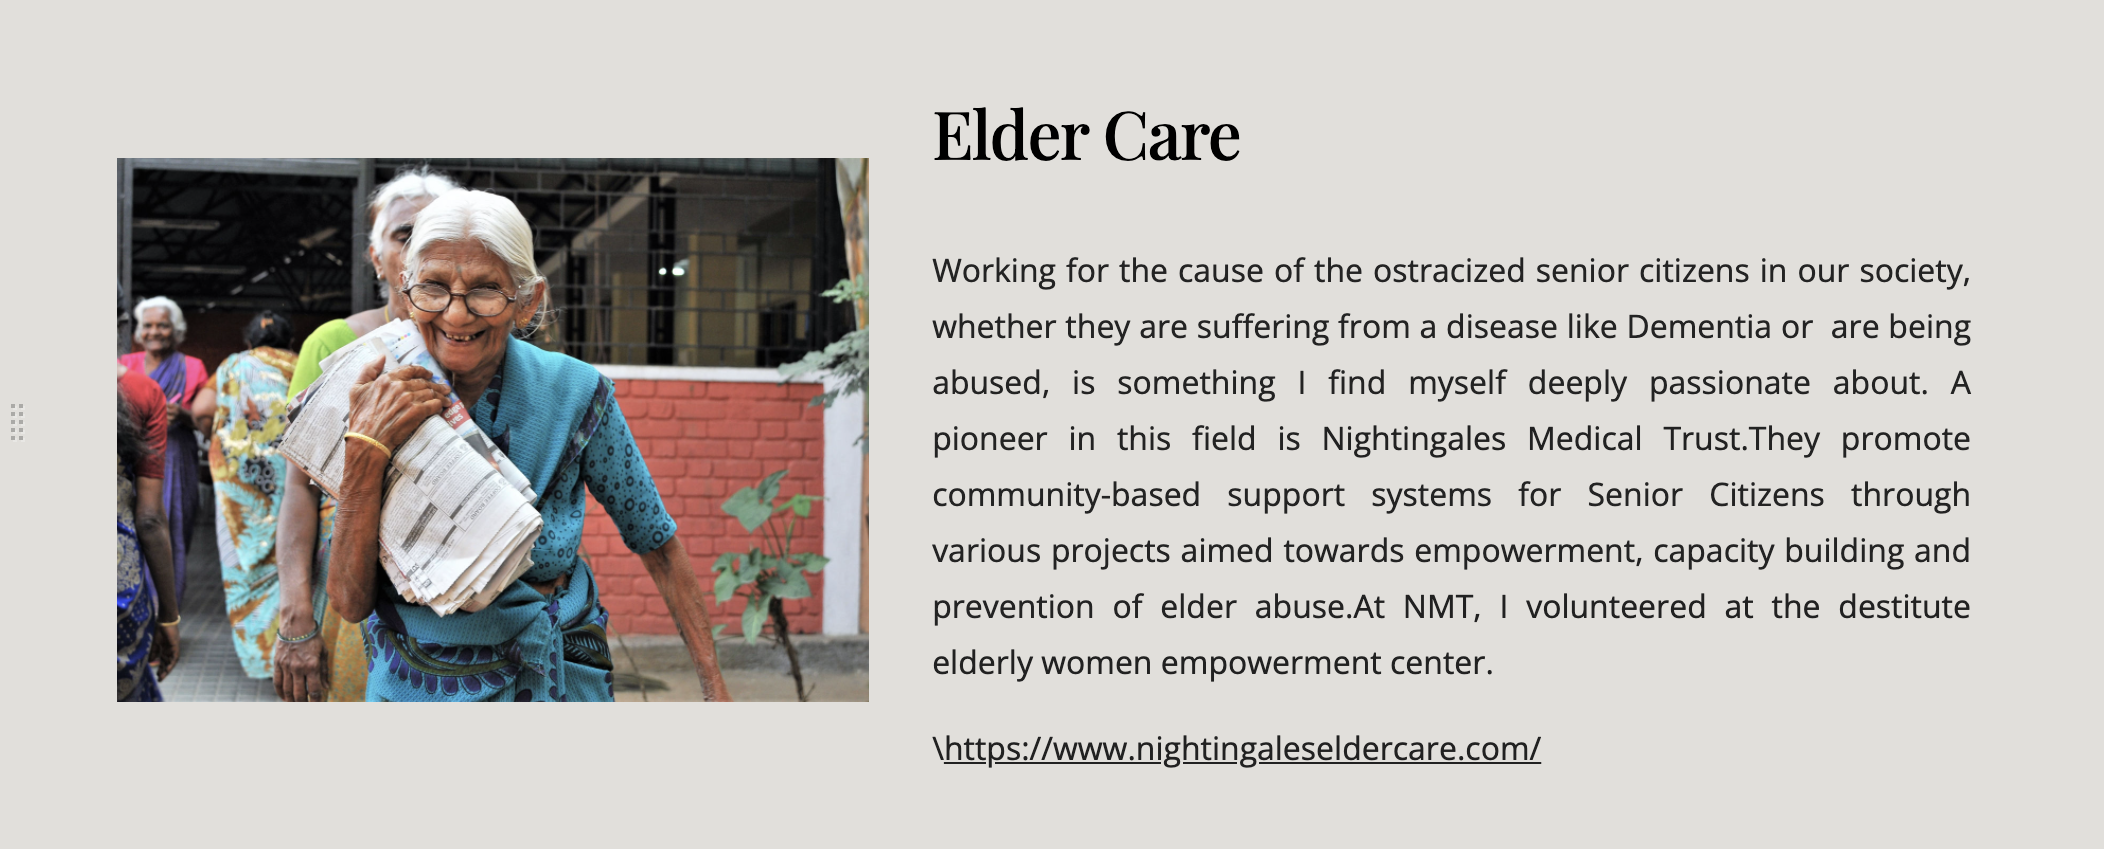 Elder Care
Working for the cause of the ostracized senior citizens in our society,
whether they are suffering from a disease like Dementia or  are being
abused, is something I find myself deeply passionate about. A
pioneer in this field is Nightingales Medical Trust.They promote
community-based support systems for Senior Citizens through
various projects aimed towards empowerment, capacity building and
prevention of elder abuse.At NMT, I volunteered at the destitute
elderly women empowerment center.
\https://www.nightingaleseldercare.com/